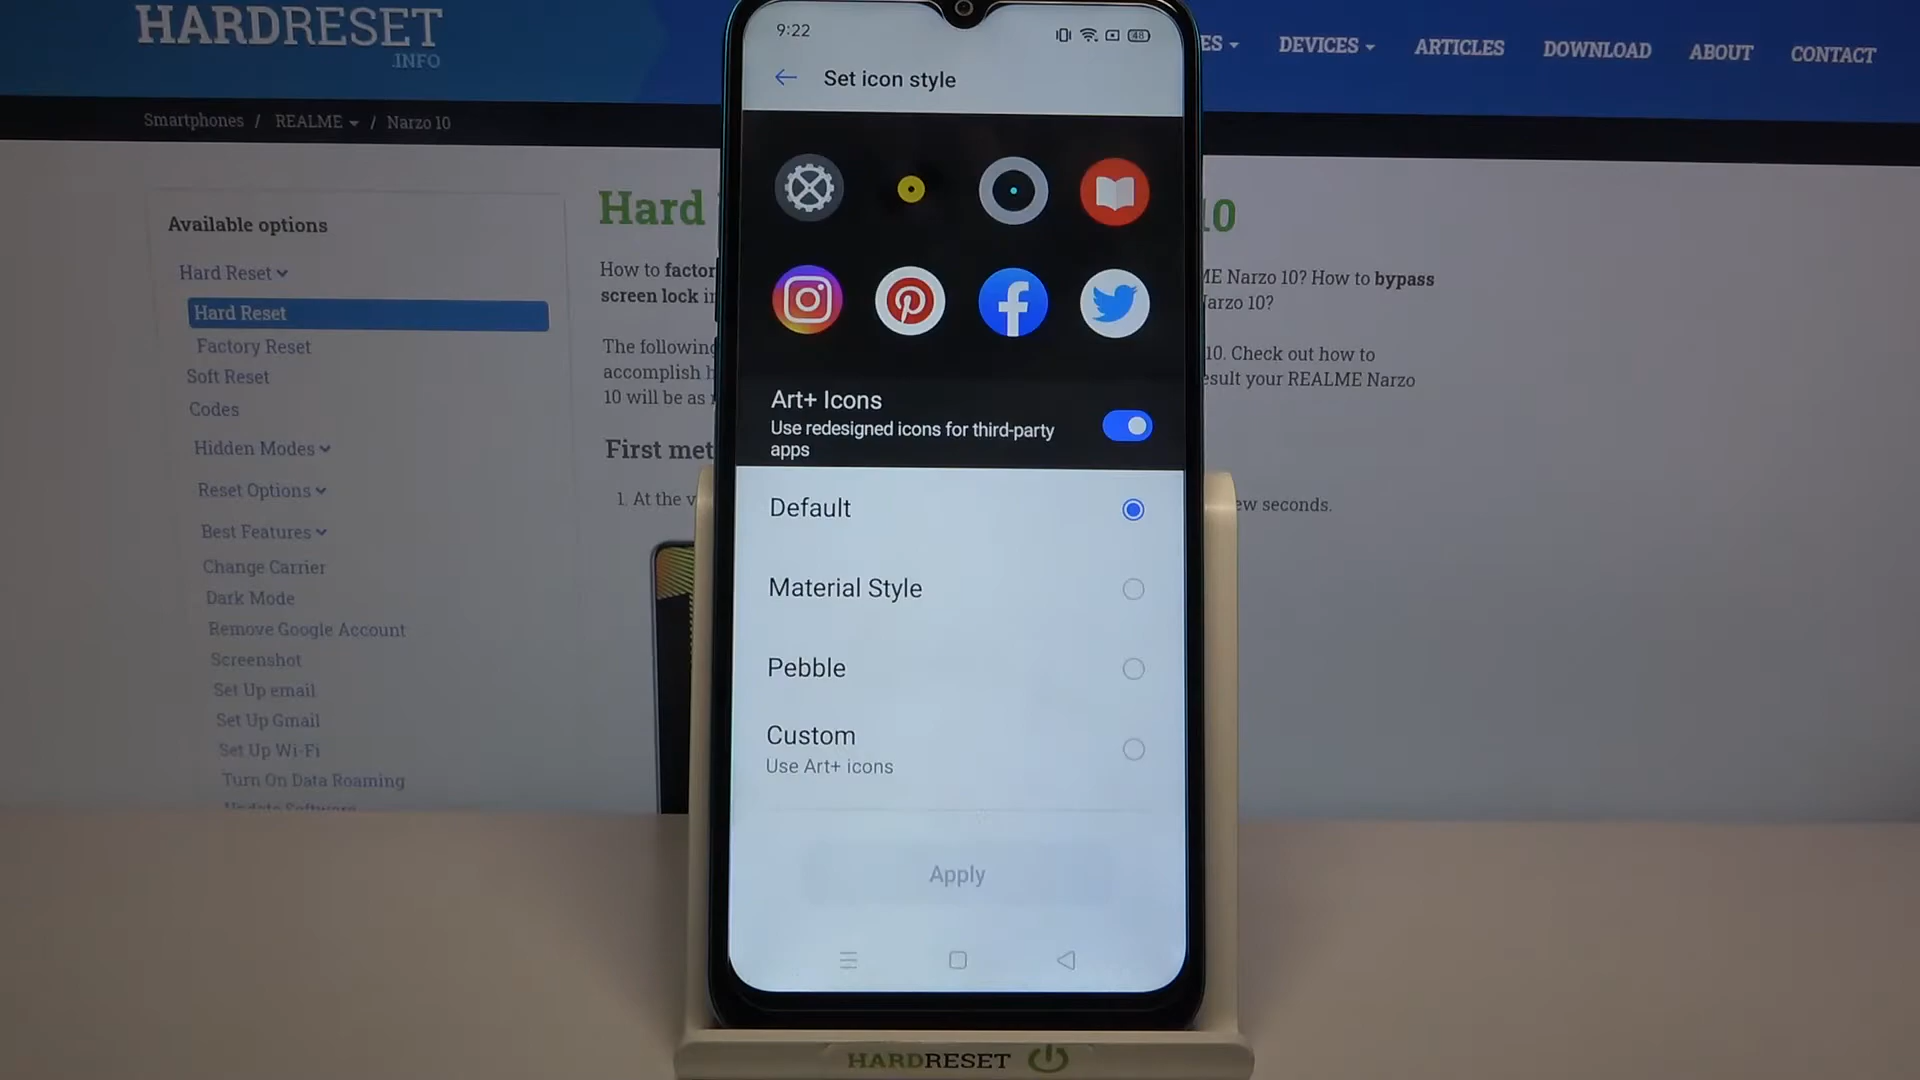 HARDRESET
.INFO
ES
DEVICES
ARTICLES
DOWNLOAD
ABOUT
CONTACT
Smartphones / REALME / Narzo 10
Available options
Hard Reset
Hard Reset
Factory Reset
Soft Reset
Codes
Hidden Modes
Reset Options
Best Features
Change Carrier
Dark Mode
Remove Google Account
Screenshot
Set Up email
Set Up Gmail
Set Up Wi-Fi
Turn On Data Roaming
Update Software
Hard
10
How to factor
ME Narzo 10? How to bypass
screen lock i
Narzo 10?
The following
10. Check out how to
accomplish h
esult your REALME Narzo
10 will be as
First met
1. At the v
ew seconds.
9:22
48
Set icon style
Art+ Icons
Use redesigned icons for third-party
apps
Default
Material Style
Pebble
Custom
Use Art+ icons
Apply
HARDRESET